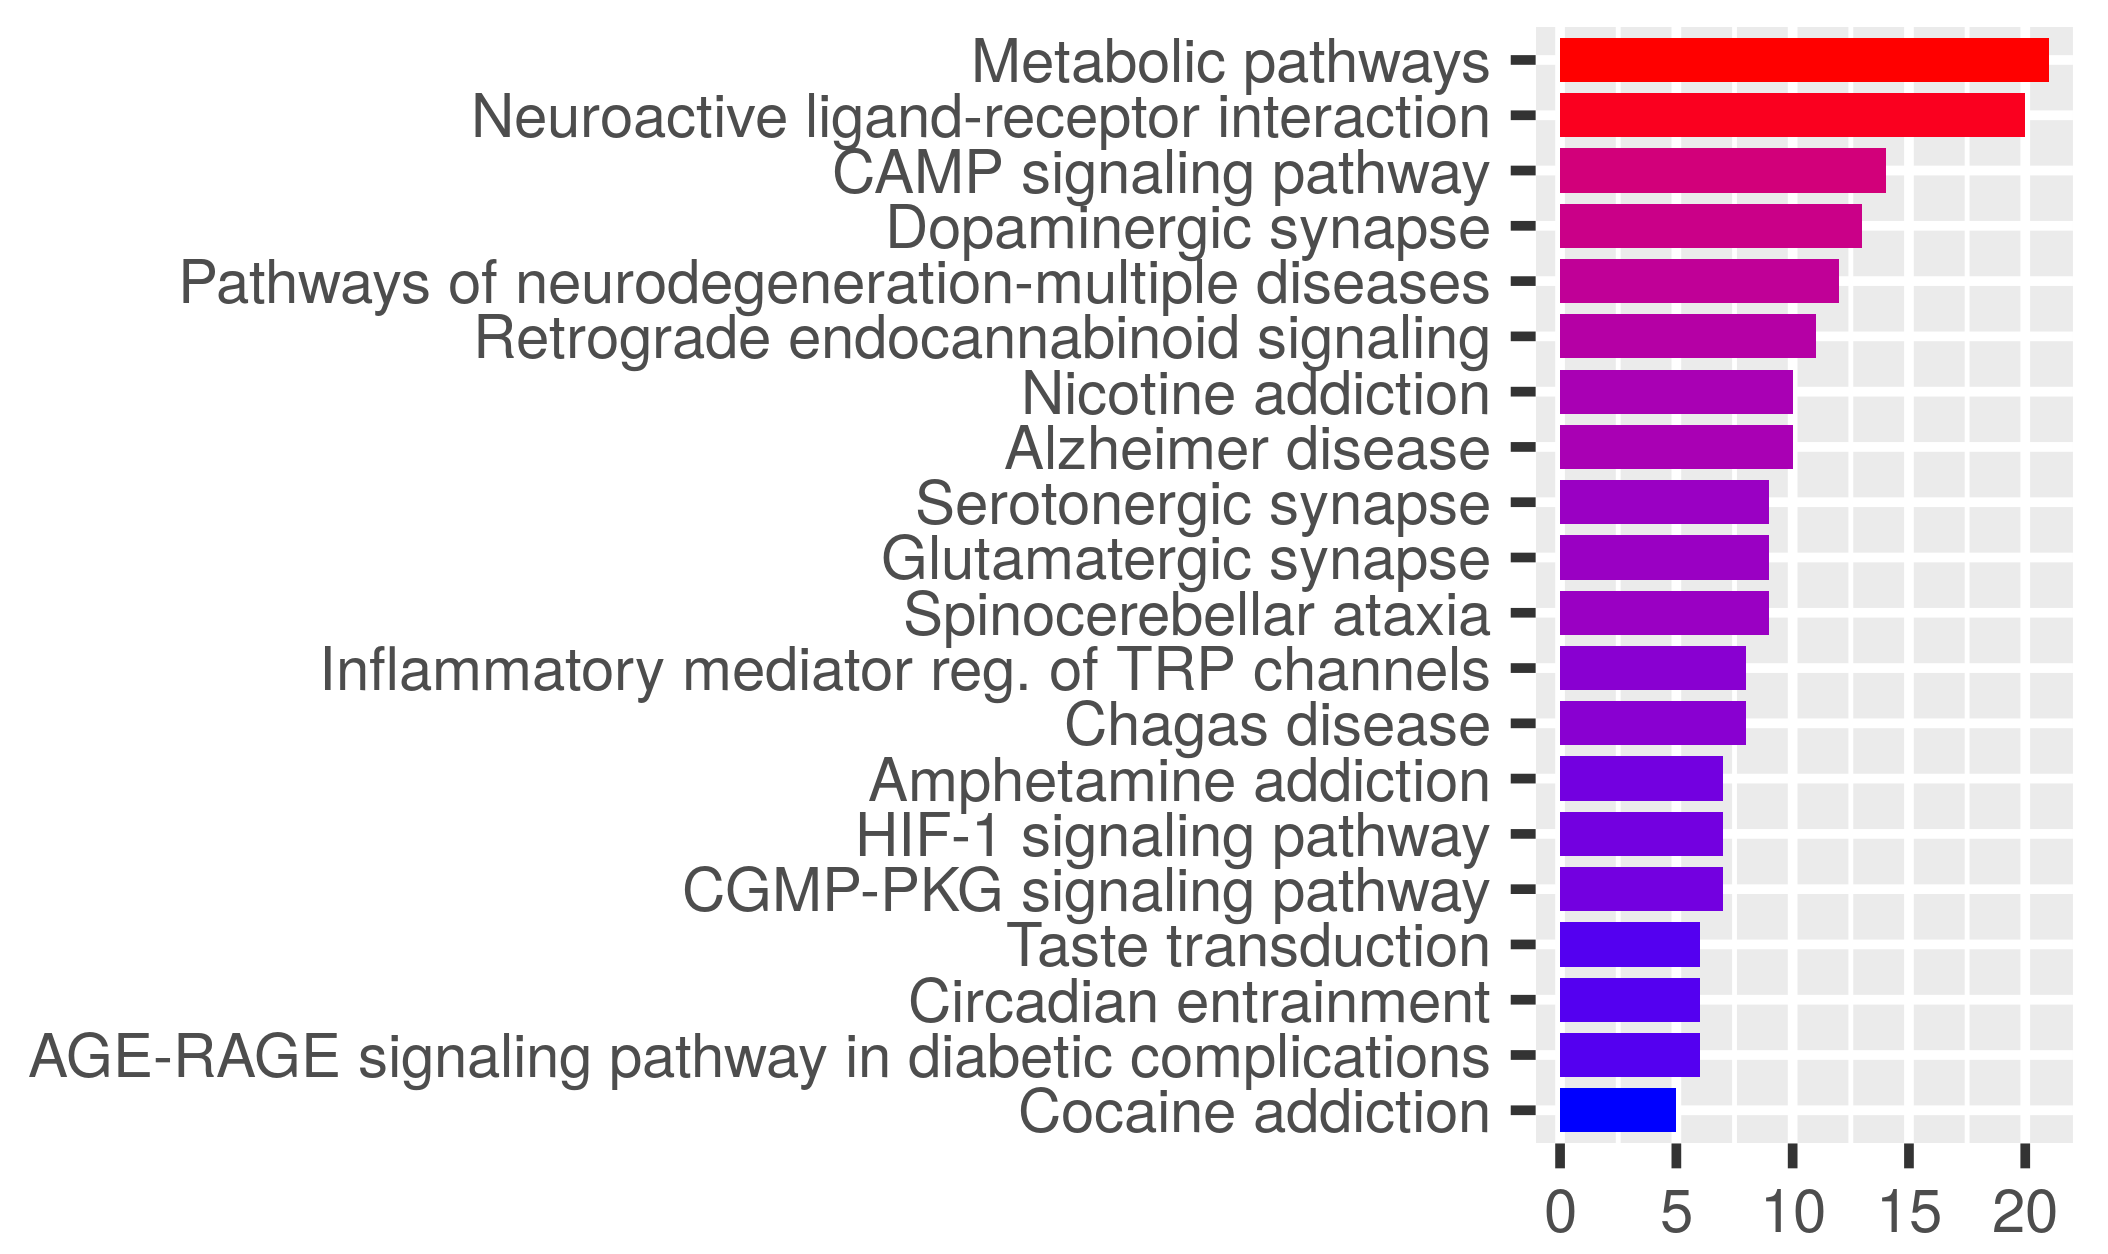 Metabolic pathways
Neuroactive ligand-receptor interaction
CAMP signaling pathway
Dopaminergic synapse
Pathways of neurodegeneration-multiple diseases
Retrograde endocannabinoid signaling
Nicotine addiction
Alzheimer disease
Serotonergic synapse
Glutamatergic synapse
Spinocerebellar ataxia
Inflammatory mediator reg. of TRP channels
Chagas disease
Amphetamine addiction
HIF-1 signaling pathway
CGMP-PKG signaling pathway
Taste transduction
Circadian entrainment
AGE-RAGE signaling pathway in diabetic complications
Cocaine addiction
0 5 10 15 20